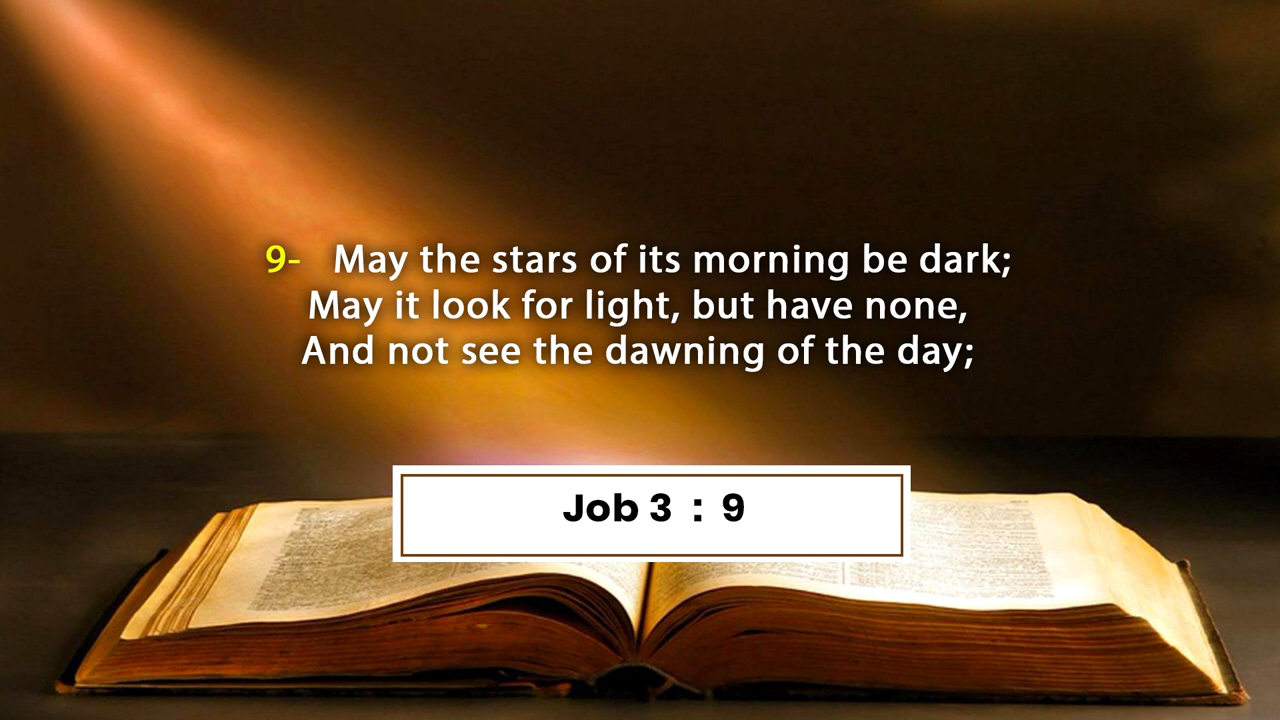 9- May the stars of its morning be dark;
May it look for light, but have none,
And not see the dawning of the day;
Job 3 : 9